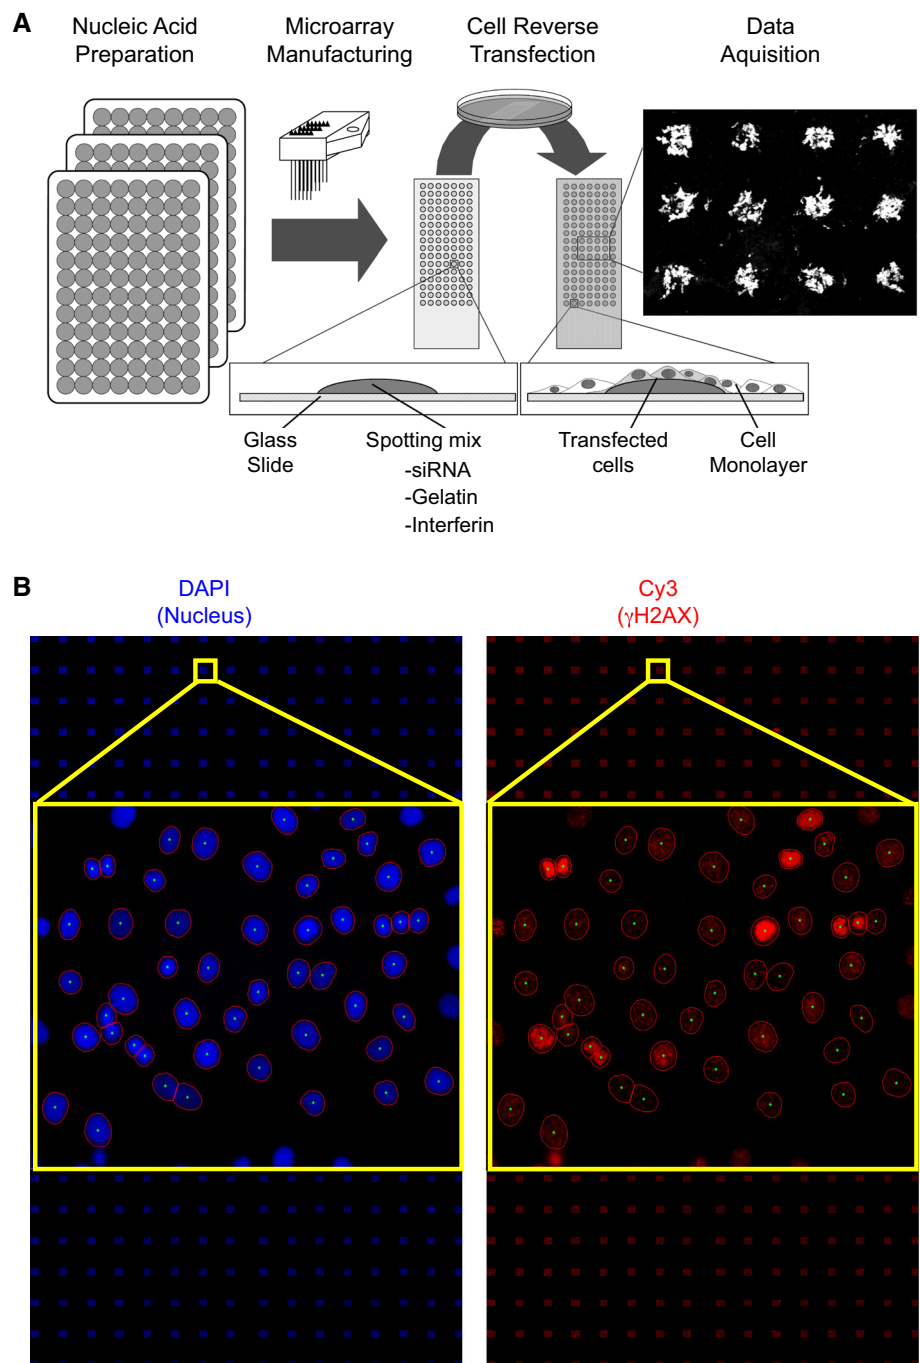 A
Nucleic Acid
Preparation
Microarray
Manufacturing
Cell Reverse
Transfection
Data
Aquisition
Glass
Slide
Spotting mix
-siRNA
-Gelatin
-Interferin
Transfected
cells
Cell
Monolayer
B
DAPI
(Nucleus)
Cy3
(γH2AX)